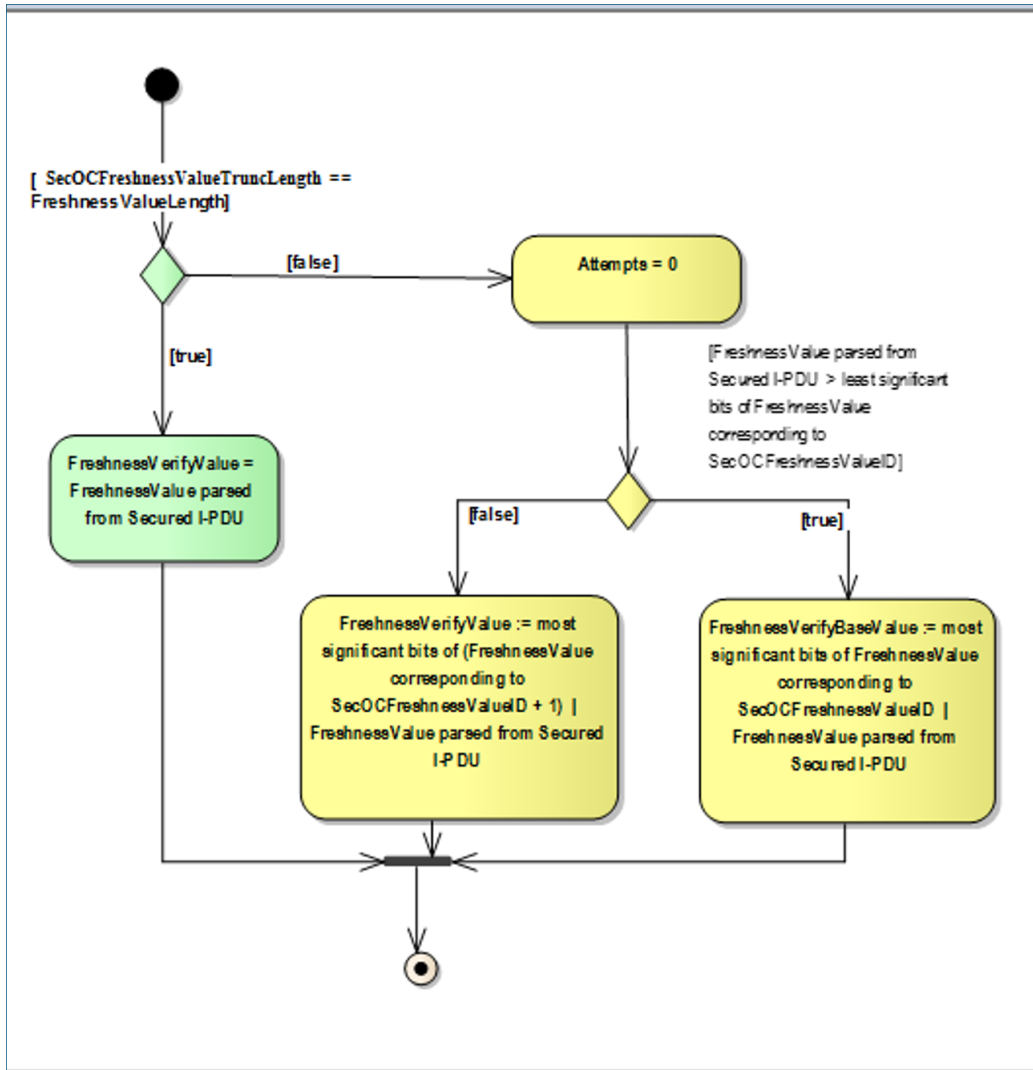 [ SecOCFreshnessValueTruncLength ==
FreshnessValueLength]
[false]
Attempts = 0
[true]
[FreshnessValue parsed from
Secured I-PDU > least significant
bits of FreshnessValue
corresponding to
SecOCFreshnessValueID]
FreshnessVerifyValue =
FreshnessValue parsed
from Secured I-PDU
[false]
[true]
FreshnessVerifyValue := most
significant bits of (FreshnessValue
corresponding to
SecOCFreshnessValueID + 1) |
FreshnessValue parsed from Secured
I-PDU
FreshnessVerifyBaseValue := most
significant bits of FreshnessValue
corresponding to
SecOCFreshnessValueID |
FreshnessValue parsed from
Secured I-PDU